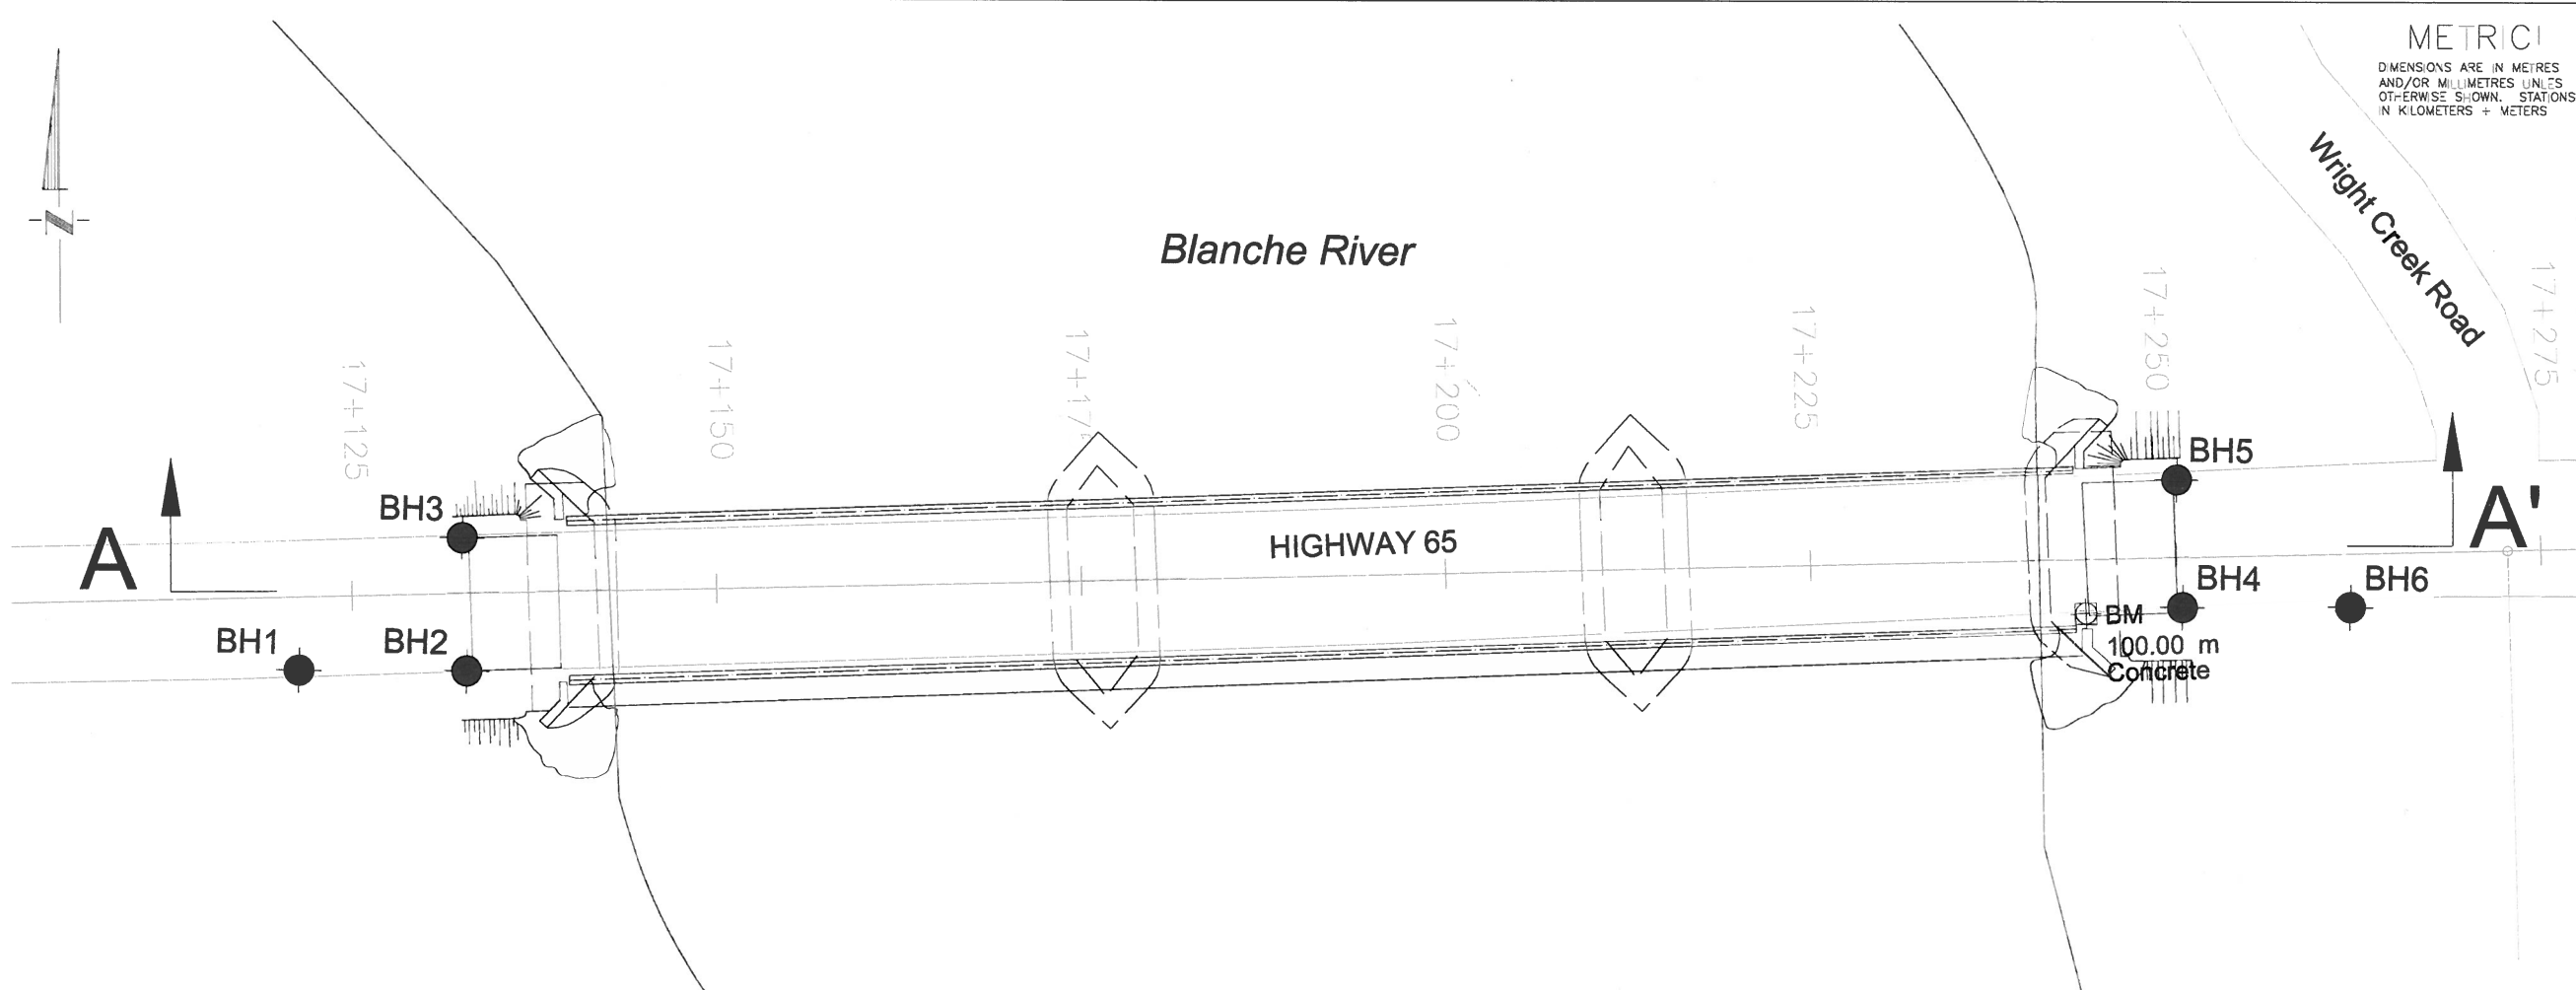 METRIC
DIMENSIONS ARE IN METRES
AND/OR MILLIMETRES UNLES
OTHERWISE SHOWN. STATIONS
IN KILOMETERS + METERS
Wright Creek Road
Blanche River
N
17+125
17+150
17+17
17+200
17+225
17+250
17+275
BH3
BH5
A
HIGHWAY 65
A'
BH1
BH2
BH4
BH6
BM
100.00 m
Concrete